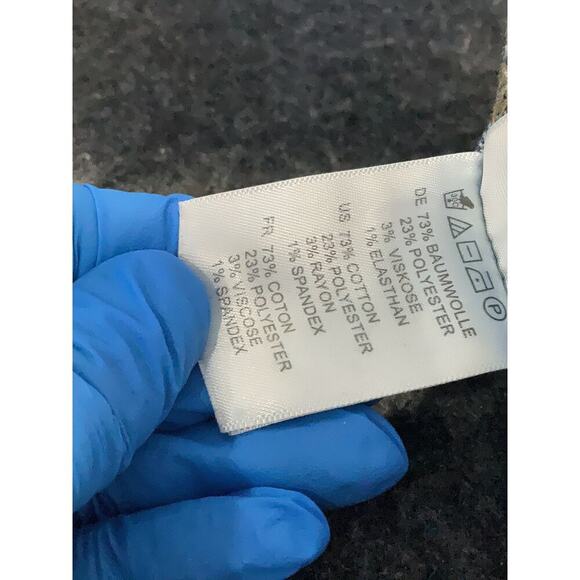 DE 73% BAUMWOLLE
23% POLYESTER
3% VISKOSE
1% ELASTHAN
US 73% COTTON
23% POLYESTER
3% RAYON
1% SPANDEX
FR 73% COTON
23% POLYESTER
3% VISCOSE
1% SPANDEX
P